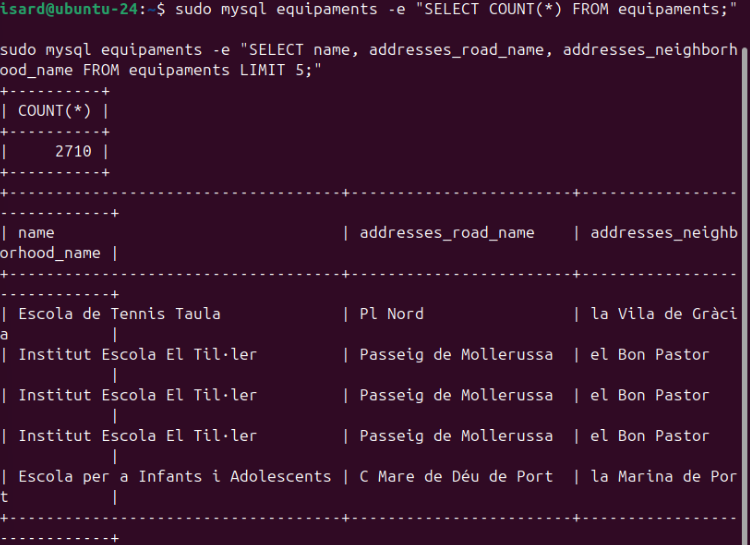 isard@ubuntu-24:~$ sudo mysql equipaments -e "SELECT COUNT(*) FROM equipaments;"

sudo mysql equipaments -e "SELECT name, addresses_road_name, addresses_neighborh
ood_name FROM equipaments LIMIT 5;"
+----------+
| COUNT(*) |
+----------+
|     2710 |
+----------+
+-----------------------------------+------------------------+-----------------
------------+
| name                              | addresses_road_name    | addresses_neighb
orhood_name |
+-----------------------------------+------------------------+-----------------
------------+
| Escola de Tennis Taula            | Pl Nord                | la Vila de Gràci
a           |
| Institut Escola El Til·ler        | Passeig de Mollerussa  | el Bon Pastor
            |
| Institut Escola El Til·ler        | Passeig de Mollerussa  | el Bon Pastor
            |
| Institut Escola El Til·ler        | Passeig de Mollerussa  | el Bon Pastor
            |
| Escola per a Infants i Adolescents | C Mare de Déu de Port  | la Marina de Por
t           |
+-----------------------------------+------------------------+-----------------
------------+